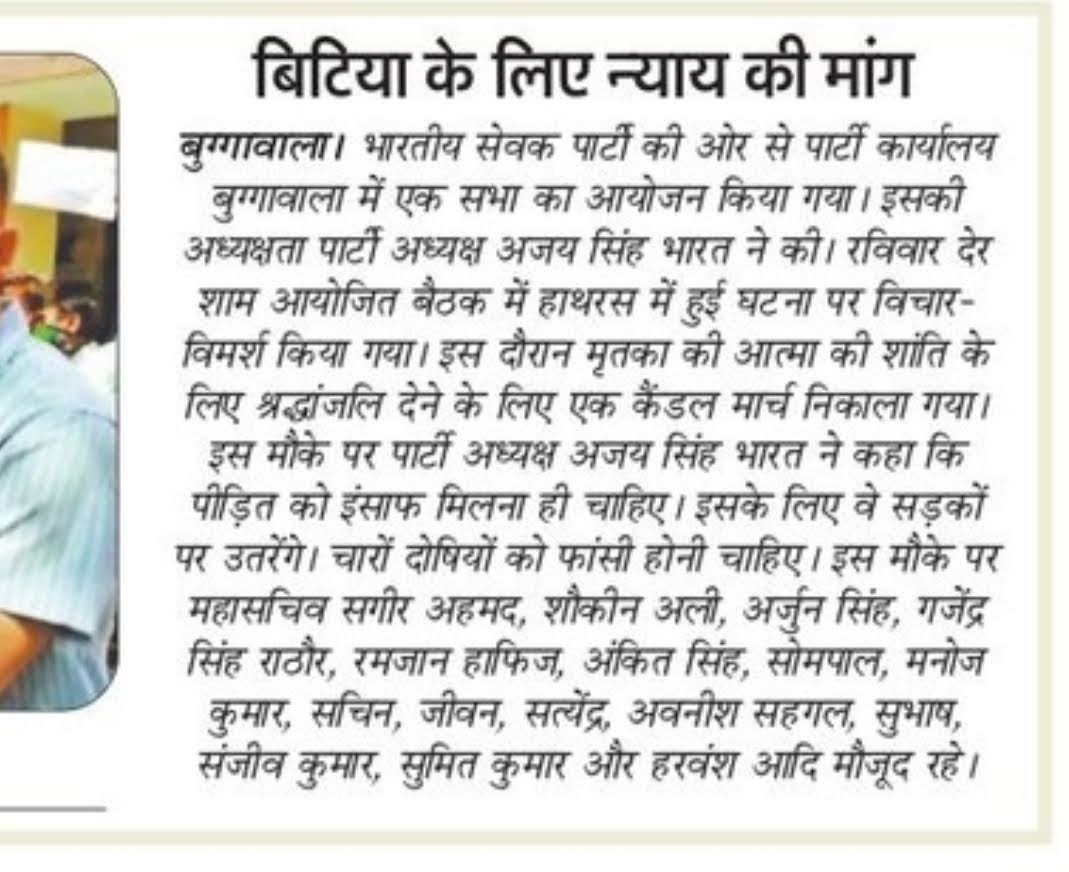 बिटिया के लिए न्याय की मांग
बुग्गावाला। भारतीय सेवक पार्टी की ओर से पार्टी कार्यालय
बुग्गावाला में एक सभा का आयोजन किया गया। इसकी
अध्यक्षता पार्टी अध्यक्ष अजय सिंह भारत ने की। रविवार देर
शाम आयोजित बैठक में हाथरस में हुई घटना पर विचार-
विमर्श किया गया। इस दौरान मृतका की आत्मा की शांति के
लिए श्रद्धांजलि देने के लिए एक कैंडल मार्च निकाला गया।
इस मौके पर पार्टी अध्यक्ष अजय सिंह भारत ने कहा कि
पीड़ित को इंसाफ मिलना ही चाहिए। इसके लिए वे सड़कों
पर उतरेंगे। चारों दोषियों को फांसी होनी चाहिए। इस मौके पर
महासचिव सगीर अहमद, शौकीन अली, अर्जुन सिंह, गजेंद्र
सिंह राठौर, रमजान हाफिज, अंकित सिंह, सोमपाल, मनोज
कुमार, सचिन, जीवन, सत्येंद्र, अवनीश सहगल, सुभाष,
संजीव कुमार, सुमित कुमार और हरवंश आदि मौजूद रहे।